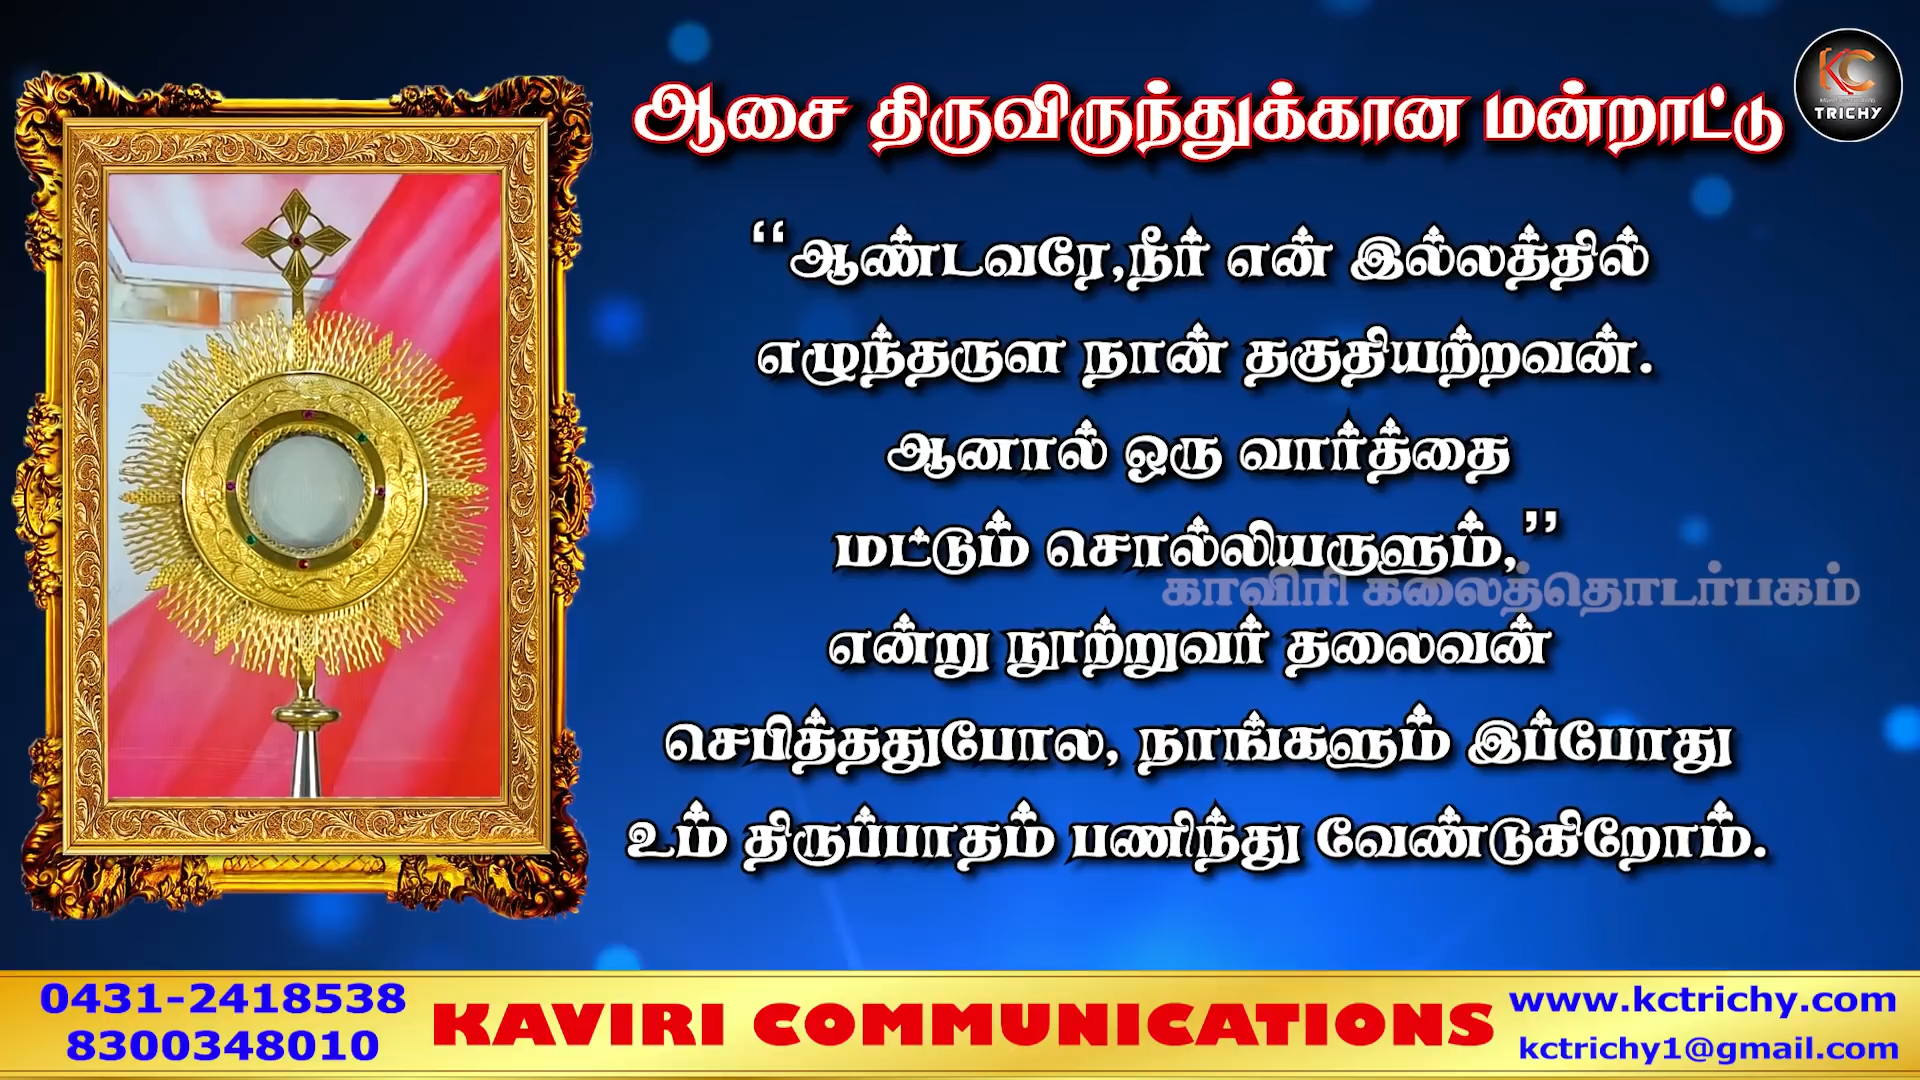 ஆசை திருவிருந்துக்கான மன்றாட்டு
KC
TRICHY
“ஆண்டவரே,நீர் என் இல்லத்தில்
எழுந்தருள நான் தகுதியற்றவன்.
ஆனால் ஒரு வார்த்தை
மட்டும் சொல்லியருளும்,”
காவிரி கலைத்தொடர்பகம்
என்று நூற்றுவர் தலைவன்
செபித்ததுபோல, நாங்களும் இப்போது
உம் திருப்பாதம் பணிந்து வேண்டுகிறோம்.
0431-2418538
8300348010
KAVIRI COMMUNICATIONS
www.kctrichy.com
kctrichy1@gmail.com